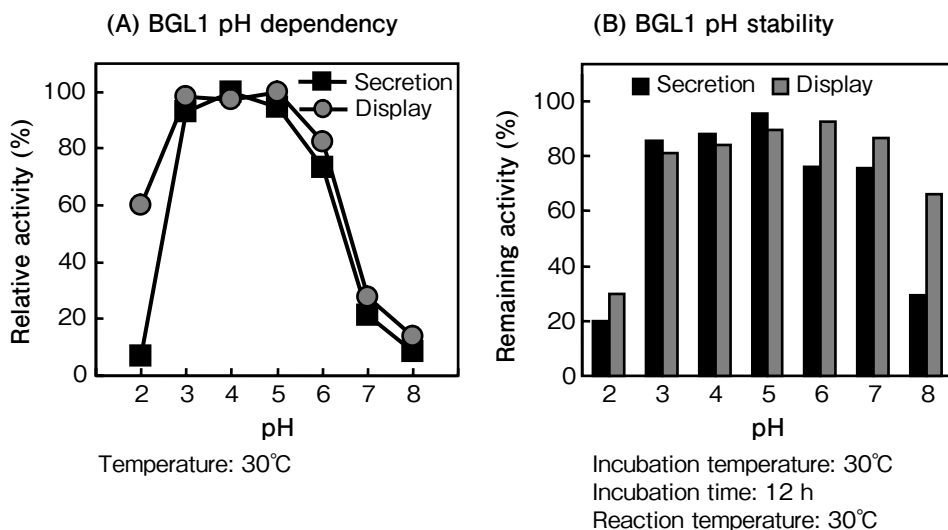 (A) BGL1 pH dependency
Relative activity (%)
100
80
60
40
20
0
Secretion
Display
2 3 4 5 6 7 8
pH
Temperature: 30℃
(B) BGL1 pH stability
Remaining activity (%)
100
80
60
40
20
0
Secretion Display
2 3 4 5 6 7 8
pH
Incubation temperature: 30℃
Incubation time: 12 h
Reaction temperature: 30℃